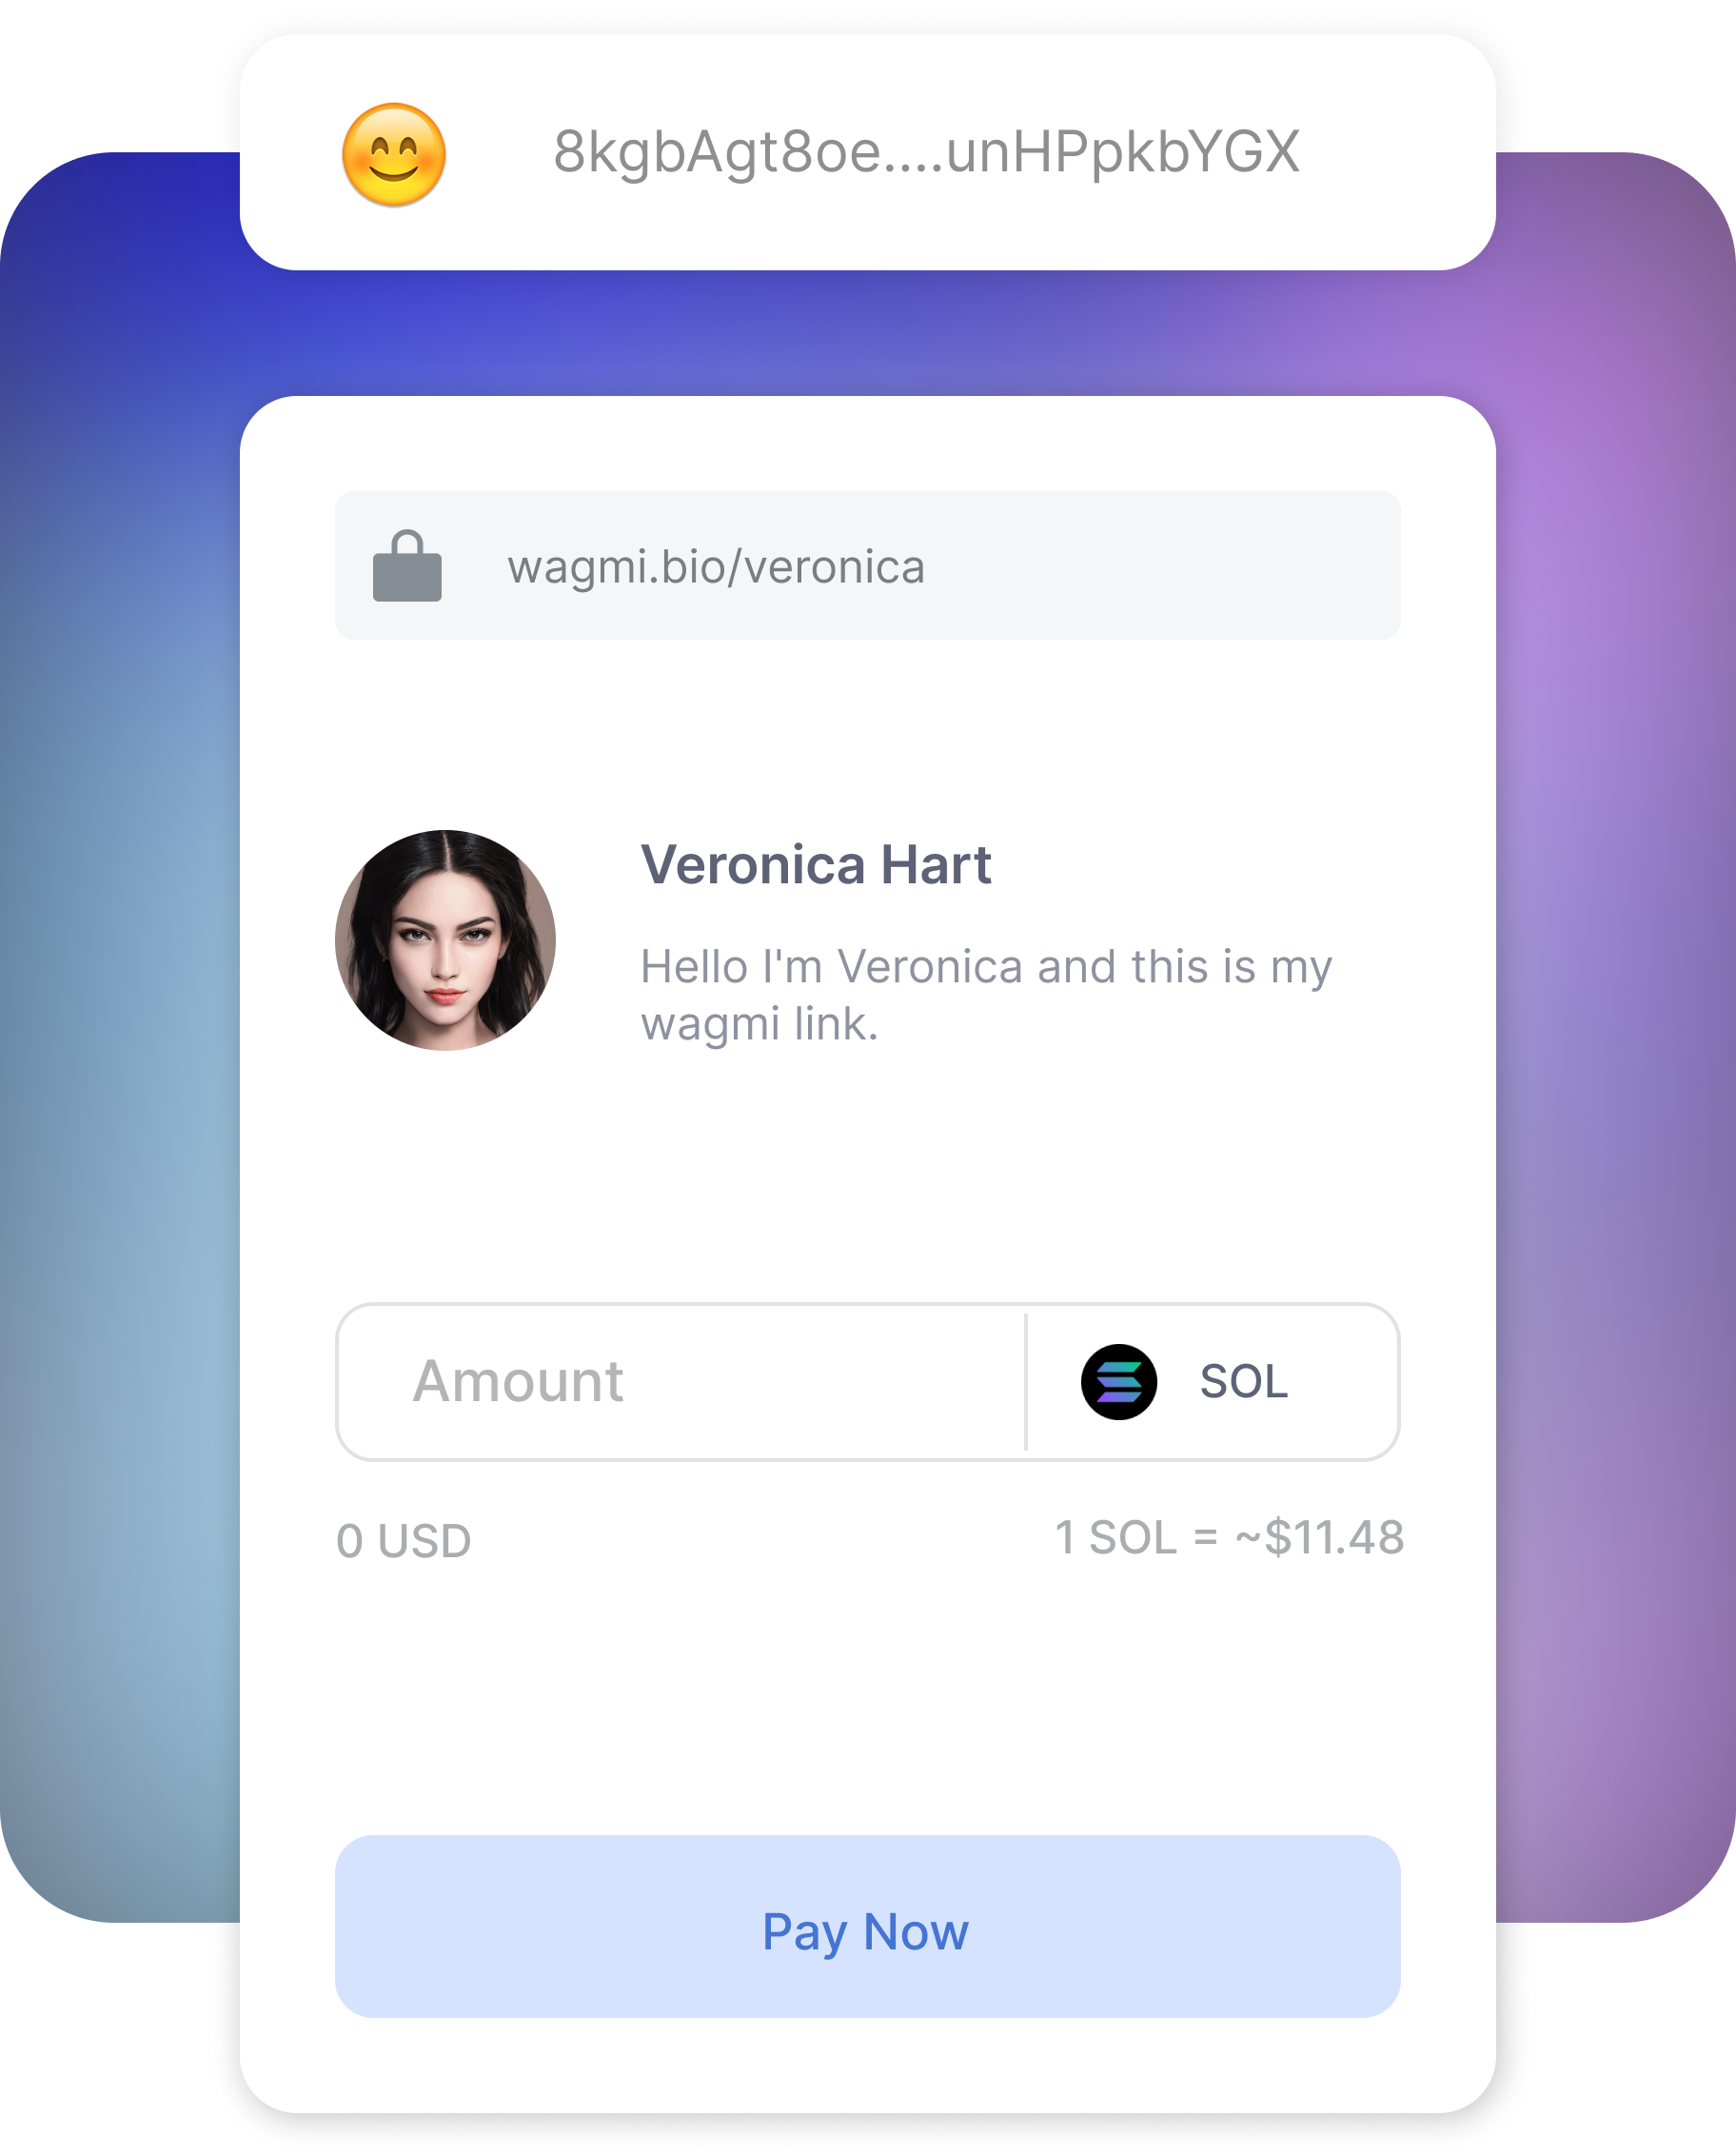 8kgbAgt8oe....unHPpkbYGX
wagmi.bio/veronica
Veronica Hart
Hello I'm Veronica and this is my
wagmi link.
Amount
SOL
0 USD
1 SOL = ~$11.48
Pay Now